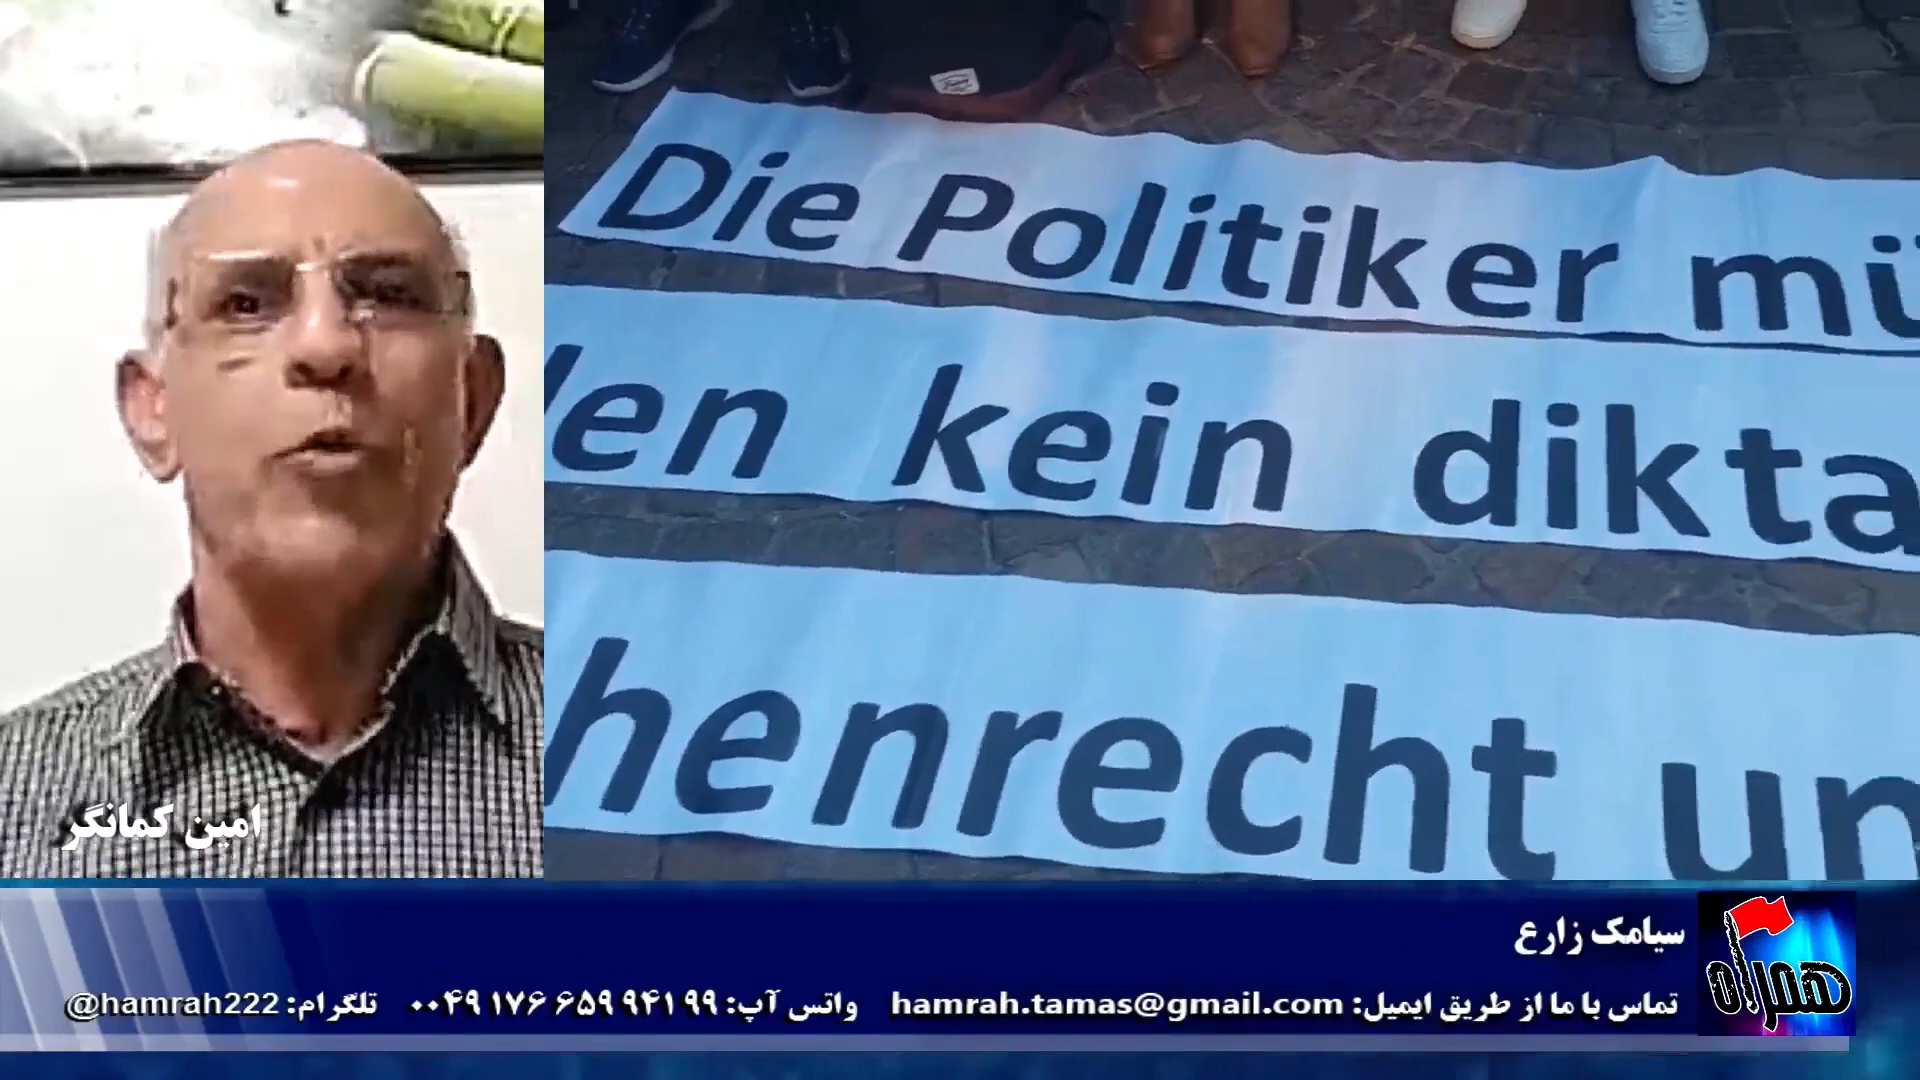 Die Politiker mü
den kein dikta
henrecht un
امین کمانگر
سیامک زارع
تماس با ما از طریق ایمیل: hamrah.tamas@gmail.com واتس آپ: ۰۰۴۹ ۱۷۶ ۶۵۹ ۹۴۱ ۹۹ تلگرام: @hamrah222
همراه